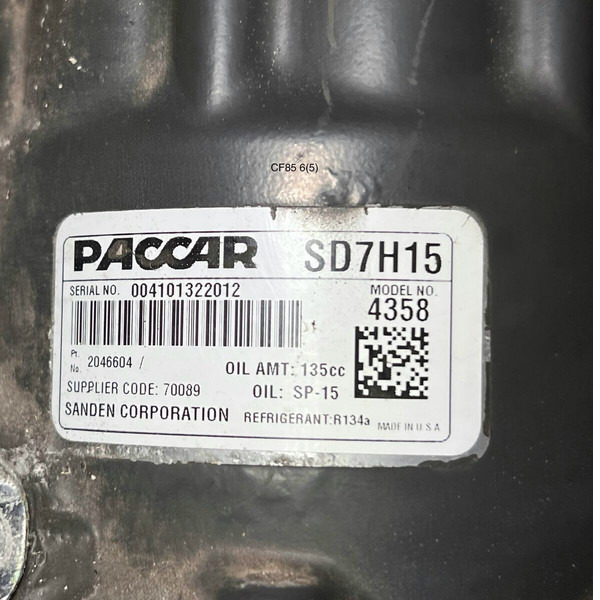 CF85 6(5)
PACCAR SD7H15
SERIAL NO. 004101322012
MODEL NO.
4358
Pt.
No. 2046604 /
OIL AMT: 135cc
SUPPLIER CODE: 70089
OIL: SP-15
SANDEN CORPORATION
REFRIGERANT:R134a
MADE IN U S A